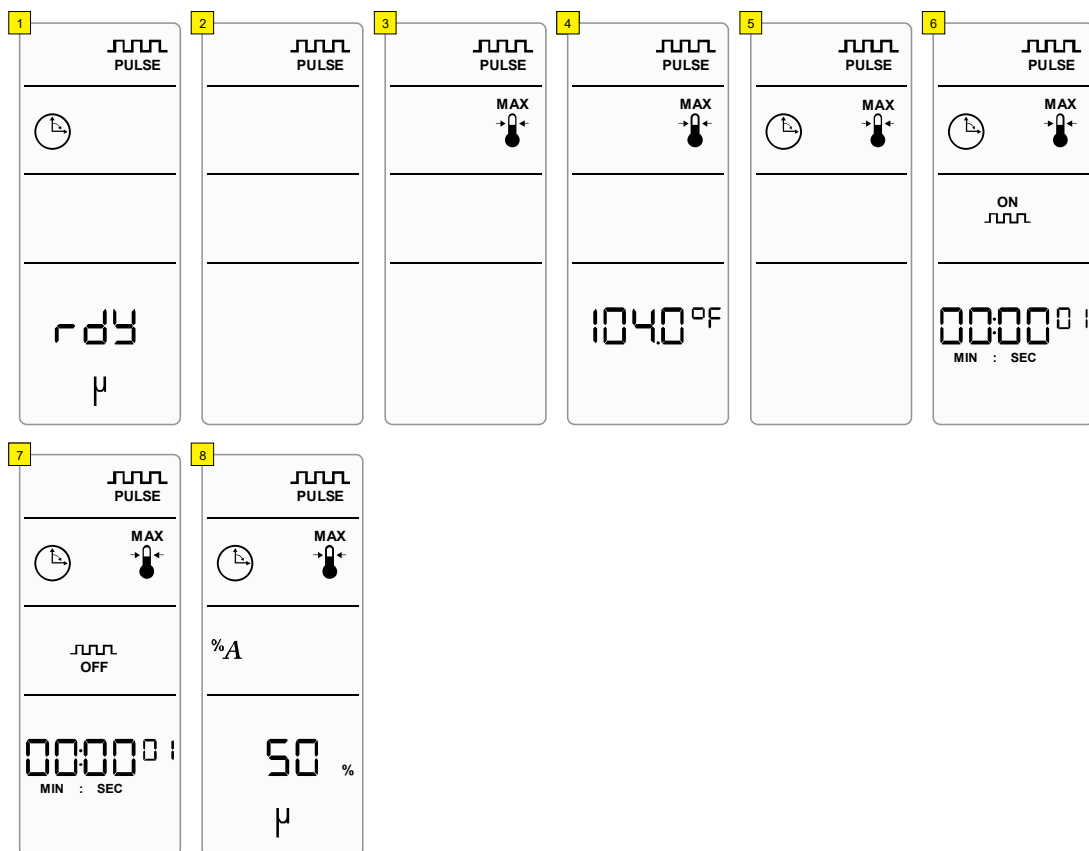 1
PULSE
rdy
µ
2
PULSE
3
PULSE
MAX
4
PULSE
MAX
104.0 °F
5
PULSE
MAX
6
PULSE
MAX
ON
00:00 01
MIN : SEC
7
PULSE
MAX
OFF
00:00 01
MIN : SEC
8
PULSE
MAX
%A
50 %
µ